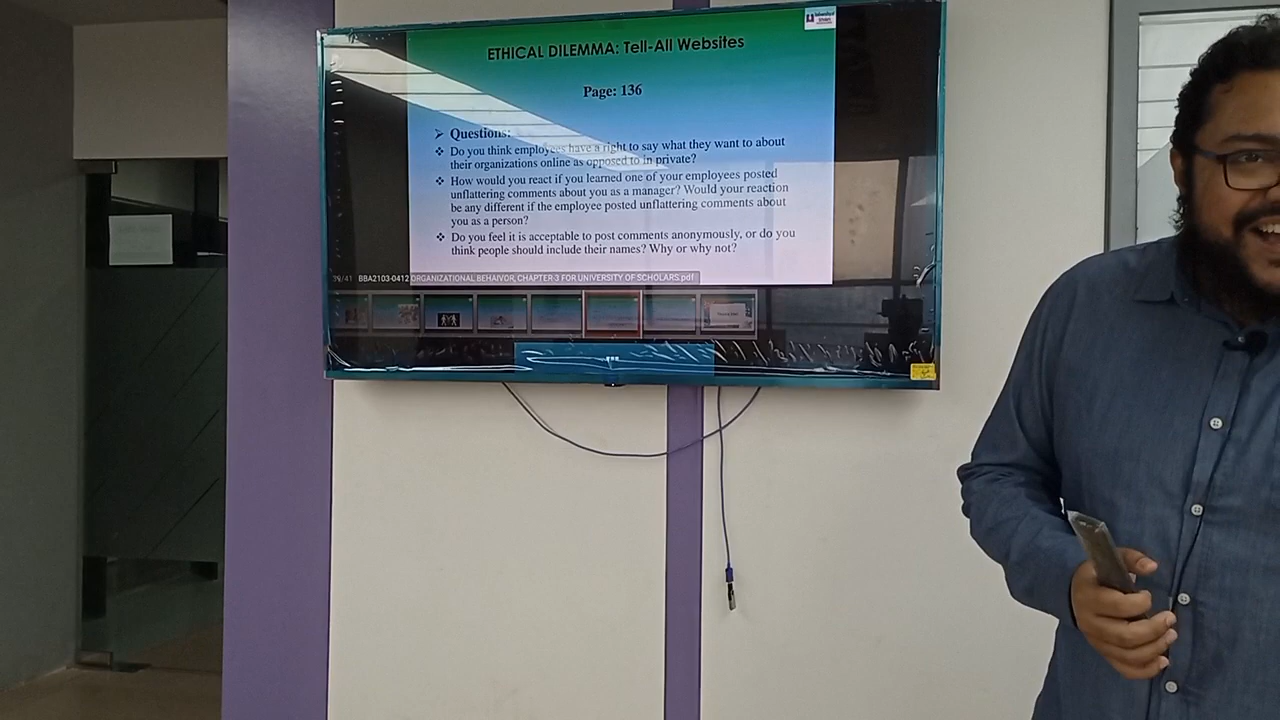 ETHICAL DILEMMA: Tell-All Websites
Page: 136
➤ Questions:
❖ Do you think employees have a right to say what they want to about
their organizations online as opposed to in private?
❖ How would you react if you learned one of your employees posted
unflattering comments about you as a manager? Would your reaction
be any different if the employee posted unflattering comments about
you as a person?
❖ Do you feel it is acceptable to post comments anonymously, or do you
think people should include their names? Why or why not?
/41 BBA2103-0412 ORGANIZATIONAL BEHAIVOR, CHAPTER-3 FOR UNIVERSITY OF SCHOLARS.pdf